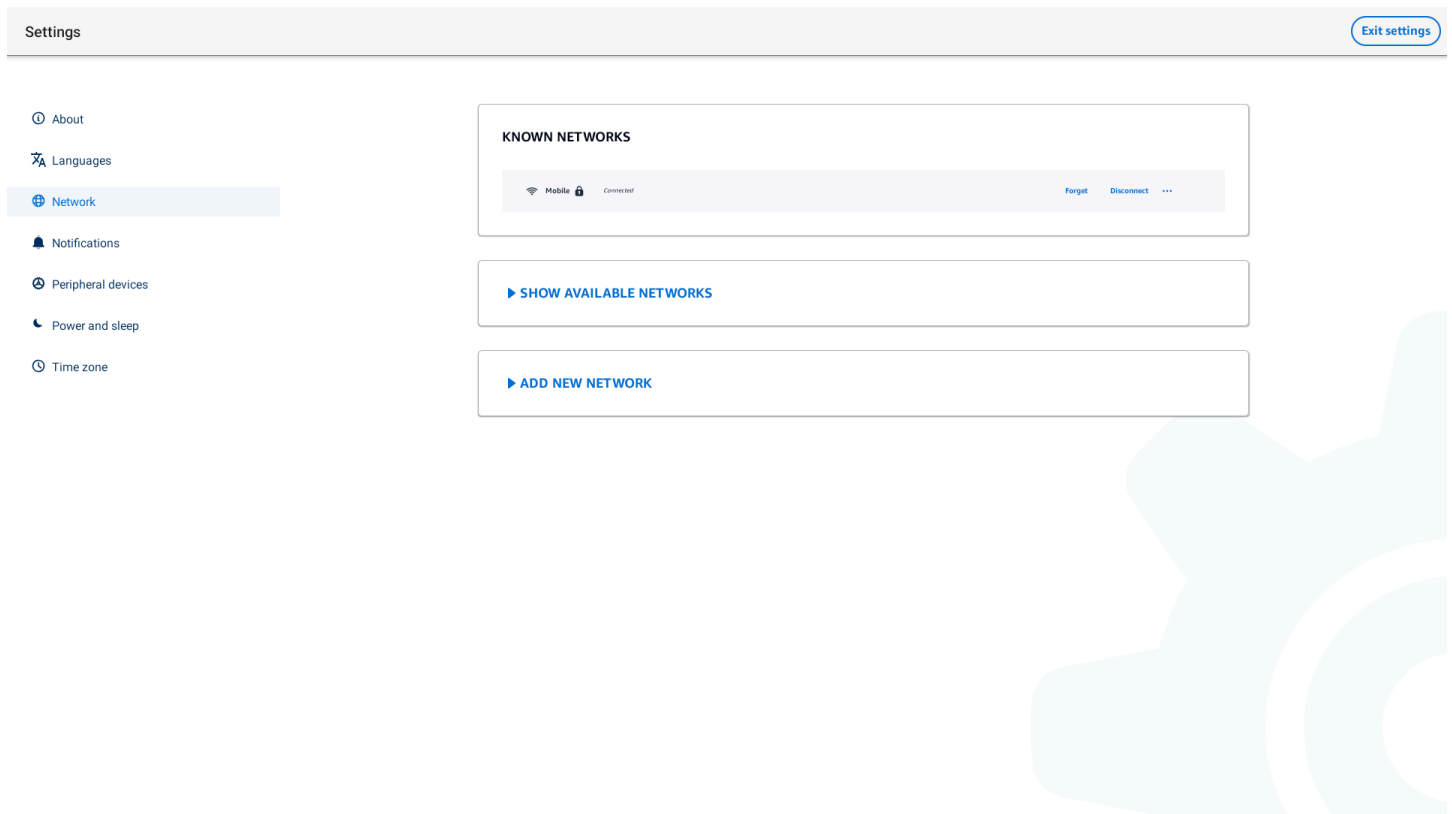 Settings
Exit settings
About
Languages
Network
Notifications
Peripheral devices
Power and sleep
Time zone
KNOWN NETWORKS
Mobile Connected Forget Disconnect ...
SHOW AVAILABLE NETWORKS
ADD NEW NETWORK